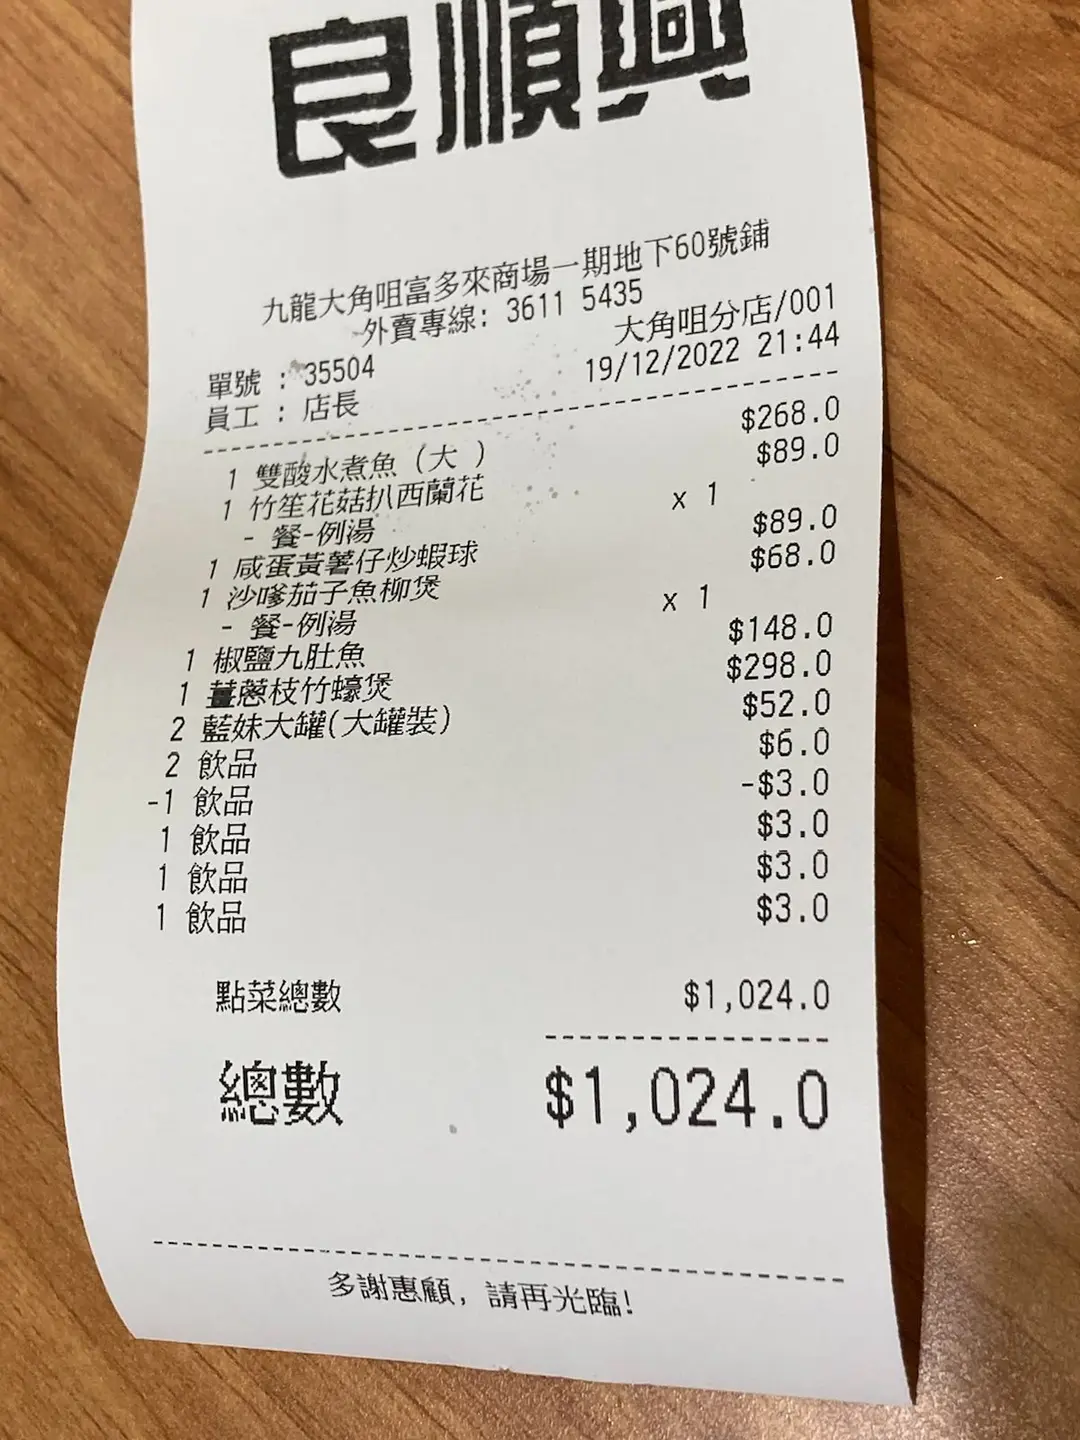 良順興
九龍大角咀富多來商場一期地下60號鋪
外賣專線: 3611 5435
大角咀分店/001
單號 : 35504 19/12/2022 21:44
員工 : 店長
1 雙酸水煮魚 (大 ) $268.0
1 竹笙花菇扒西蘭花 $89.0
- 餐-例湯 x 1
1 咸蛋黃薯仔炒蝦球 $89.0
1 沙嗲茄子魚柳煲 $68.0
- 餐-例湯 x 1
1 椒鹽九肚魚 $148.0
1 薑蔥枝竹蠔煲 $298.0
2 藍妹大罐(大罐裝) $52.0
2 飲品 $6.0
-1 飲品 -$3.0
1 飲品 $3.0
1 飲品 $3.0
1 飲品 $3.0
點菜總數 $1,024.0
總數 $1,024.0
多謝惠顧, 請再光臨!